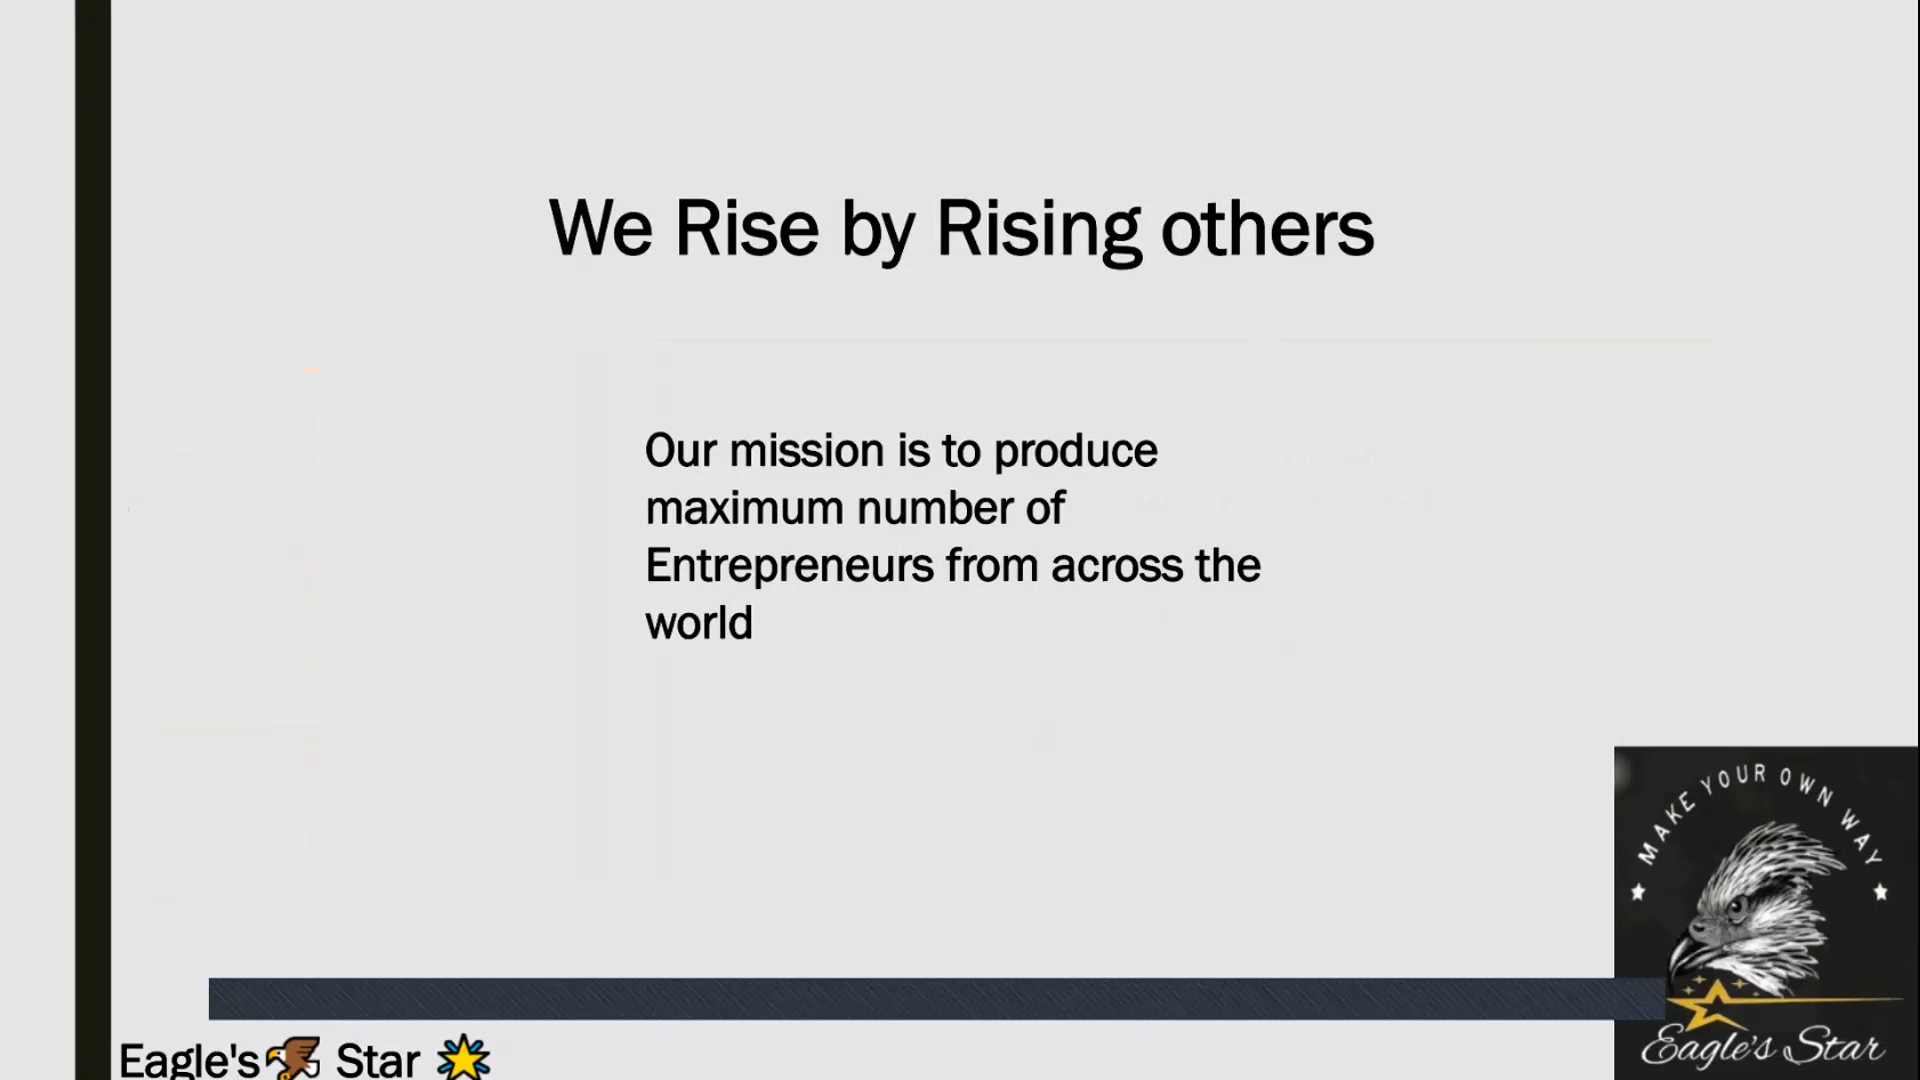 We Rise by Rising others
Our mission is to produce
maximum number of
Entrepreneurs from across the
world
MAKE YOUR OWN WAY
Eagle's Star
Eagle's🦅 Star 🌟